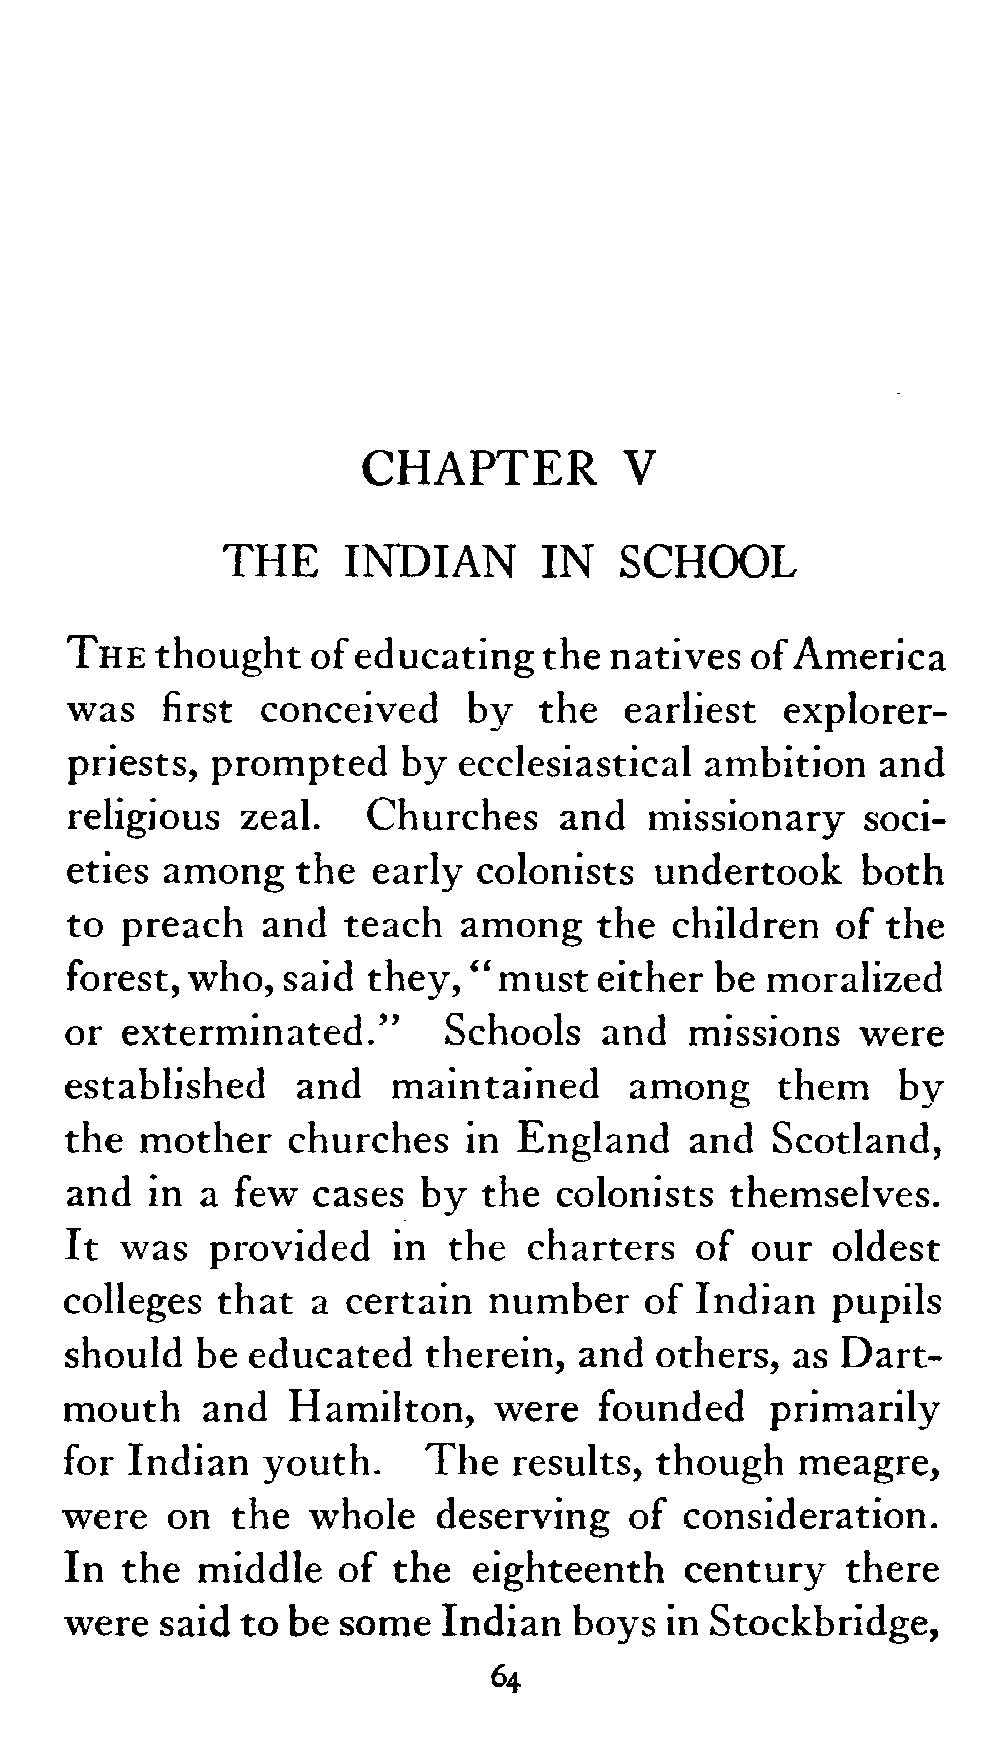 CHAPTER V
THE INDIAN IN SCHOOL
THE thought of educating the natives of America
was first conceived by the earliest explorer-
priests, prompted by ecclesiastical ambition and
religious zeal. Churches and missionary soci-
eties among the early colonists undertook both
to preach and teach among the children of the
forest, who, said they, "must either be moralized
or exterminated." Schools and missions were
established and maintained among them by
the mother churches in England and Scotland,
and in a few cases by the colonists themselves.
It was provided in the charters of our oldest
colleges that a certain number of Indian pupils
should be educated therein, and others, as Dart-
mouth and Hamilton, were founded primarily
for Indian youth. The results, though meagre,
were on the whole deserving of consideration.
In the middle of the eighteenth century there
were said to be some Indian boys in Stockbridge,
64